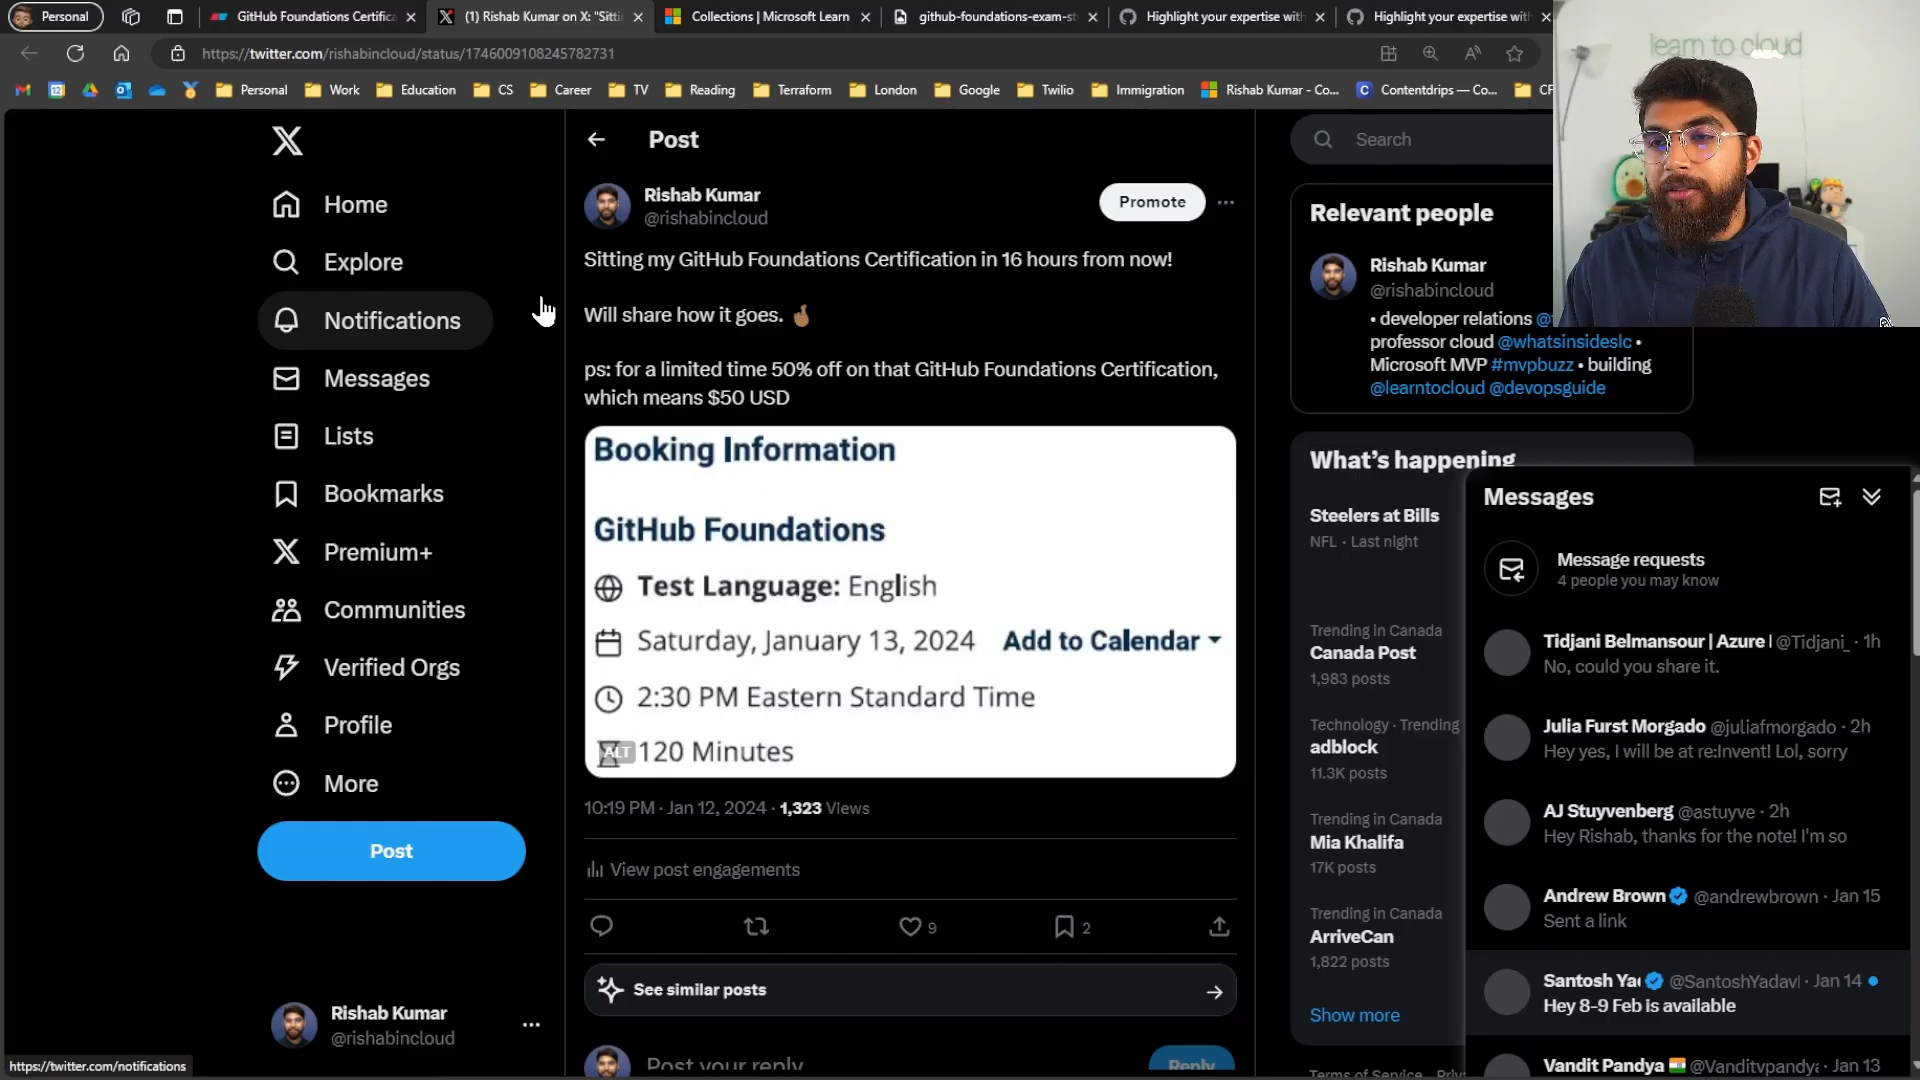 Personal
GitHub Foundations Certifica
(1) Rishab Kumar on X: "Sitti
Collections | Microsoft Learn
github-foundations-exam-st
Highlight your expertise with
Highlight your expertise with
learn to cloud
https://twitter.com/rishabincloud/status/1746009108245782731
Personal
Work
Education
CS
Career
TV
Reading
Terraform
London
Google
Twilio
Immigration
Rishab Kumar - Co...
Contentdrips — Co...
CF
Home
Explore
Notifications
Messages
Lists
Bookmarks
Premium+
Communities
Verified Orgs
Profile
More
Post
Rishab Kumar
@rishabincloud
https://twitter.com/notifications
Post
Rishab Kumar
@rishabincloud
Promote
Sitting my GitHub Foundations Certification in 16 hours from now!
Will share how it goes. 🤞🏾
ps: for a limited time 50% off on that GitHub Foundations Certification,
which means $50 USD
Booking Information
GitHub Foundations
Test Language: English
Saturday, January 13, 2024 Add to Calendar
2:30 PM Eastern Standard Time
ALT
120 Minutes
10:19 PM · Jan 12, 2024 · 1,323 Views
View post engagements
9
2
See similar posts
Post your reply
Reply
Search
Relevant people
Rishab Kumar
@rishabincloud
• developer relations
professor cloud @whatsinsideslc •
Microsoft MVP #mvpbuzz • building
@learntocloud @devopsguide
What's happening
Steelers at Bills
NFL · Last night
Trending in Canada
Canada Post
1,983 posts
Technology · Trending
adblock
11.3K posts
Trending in Canada
Mia Khalifa
17K posts
Trending in Canada
ArriveCan
1,822 posts
Show more
Terms of Service
Messages
Message requests
4 people you may know
Tidjani Belmansour | Azure @Tidjani_ · 1h
No, could you share it.
Julia Furst Morgado @juliafmorgado · 2h
Hey yes, I will be at re:Invent! Lol, sorry
AJ Stuyvenberg @astuyve · 2h
Hey Rishab, thanks for the note! I'm so
Andrew Brown @andrewbrown · Jan 15
Sent a link
Santosh Ya @SantoshYadav · Jan 14
Hey 8-9 Feb is available
Vandit Pandya 🇮🇳 @Vanditvpandya · Jan 13